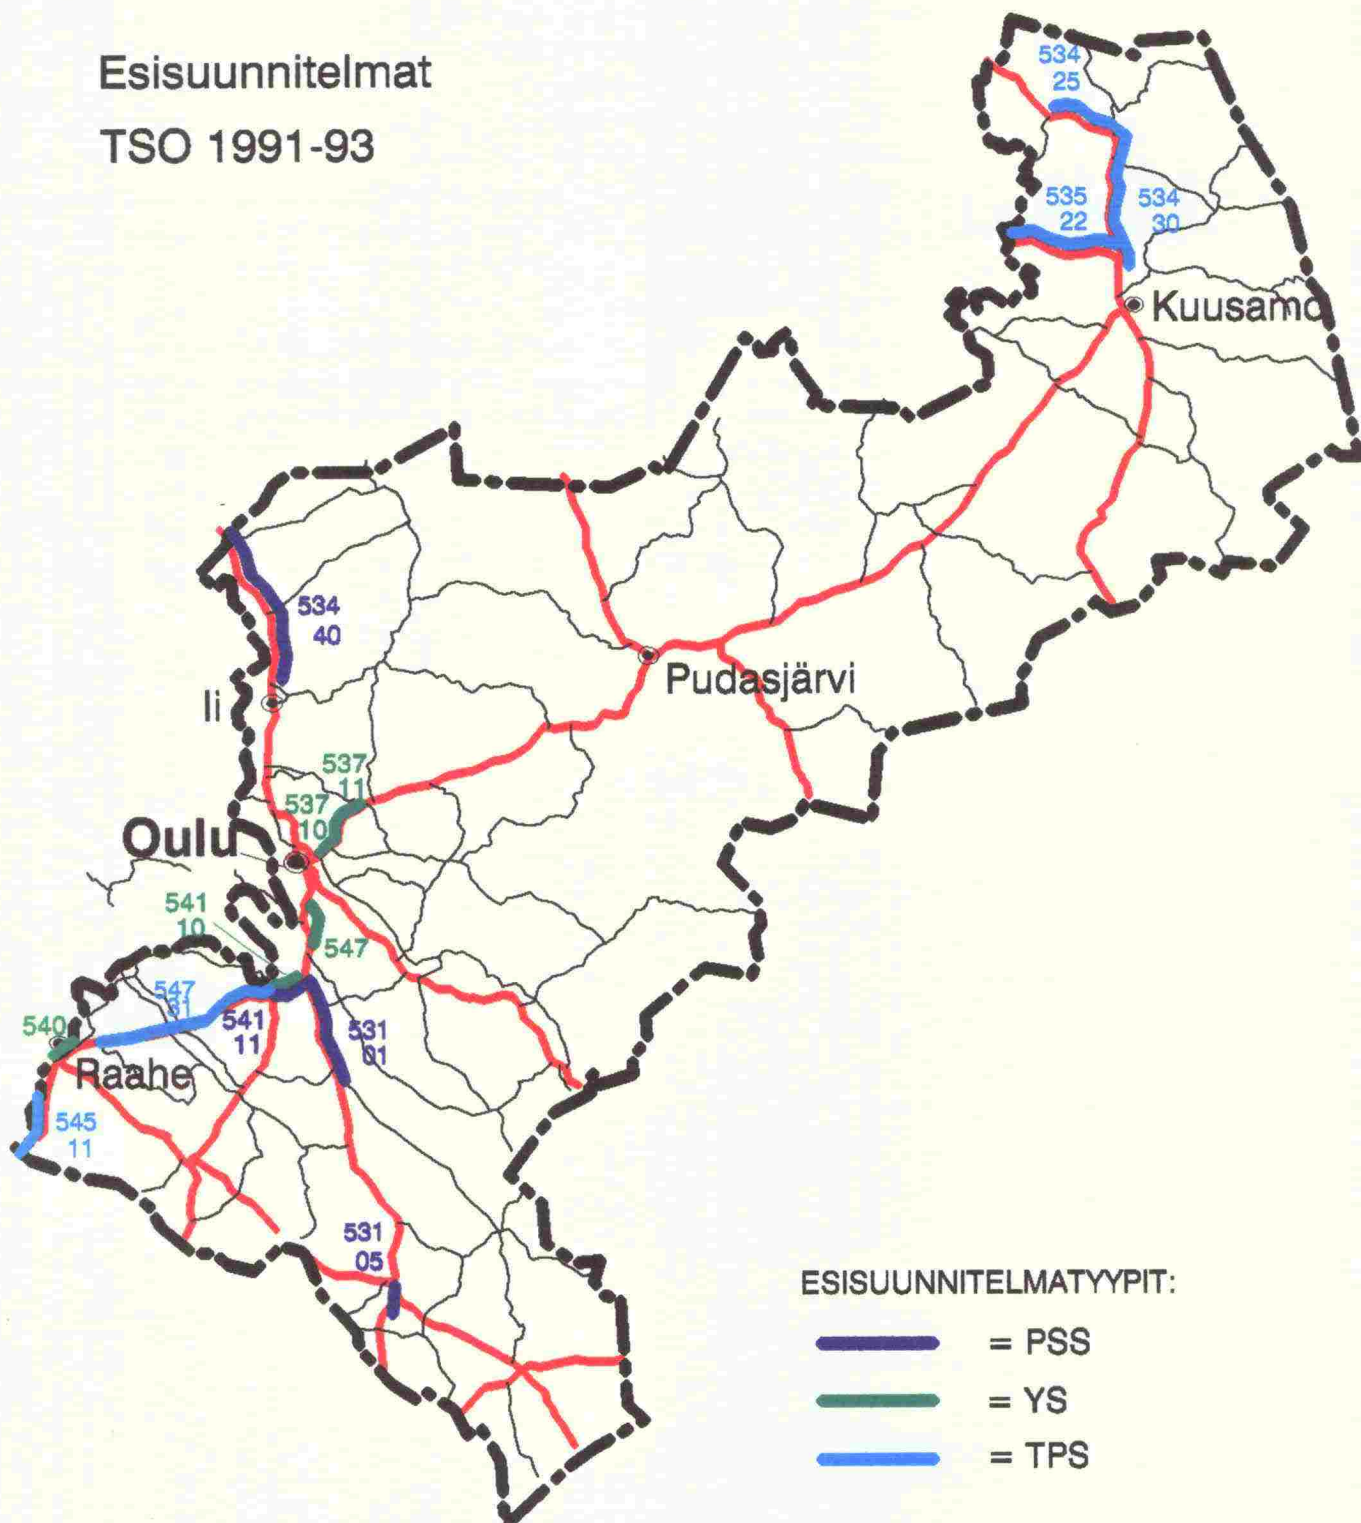 Esisuunnitelmat
TSO 1991-93
534
25
535
22
534
30
Kuusamo
534
40
Ii
Pudasjärvi
537
11
537
10
Oulu
541
10
547
547
31
540
541
11
531
01
Raahe
545
11
531
05
ESISUUNNITELMATYYPIT:
= PSS
= YS
= TPS